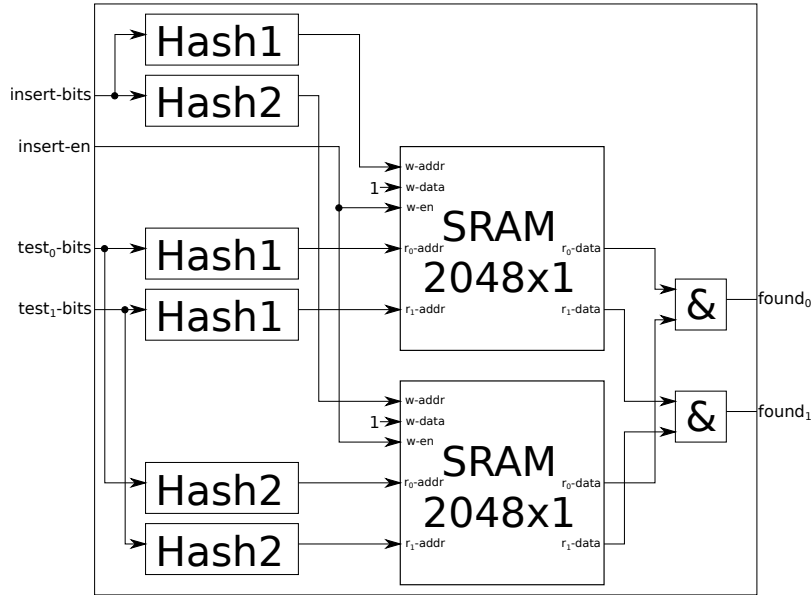 Hash1
insert-bits
Hash2
insert-en
w-addr
1
w-data
w-en
SRAM
2048x1
test₀-bits
Hash1
r₀-addr
r₀-data
test₁-bits
Hash1
r₁-addr
r₁-data
&
found₀
w-addr
1
w-data
w-en
SRAM
2048x1
&
found₁
Hash2
r₀-addr
r₀-data
Hash2
r₁-addr
r₁-data